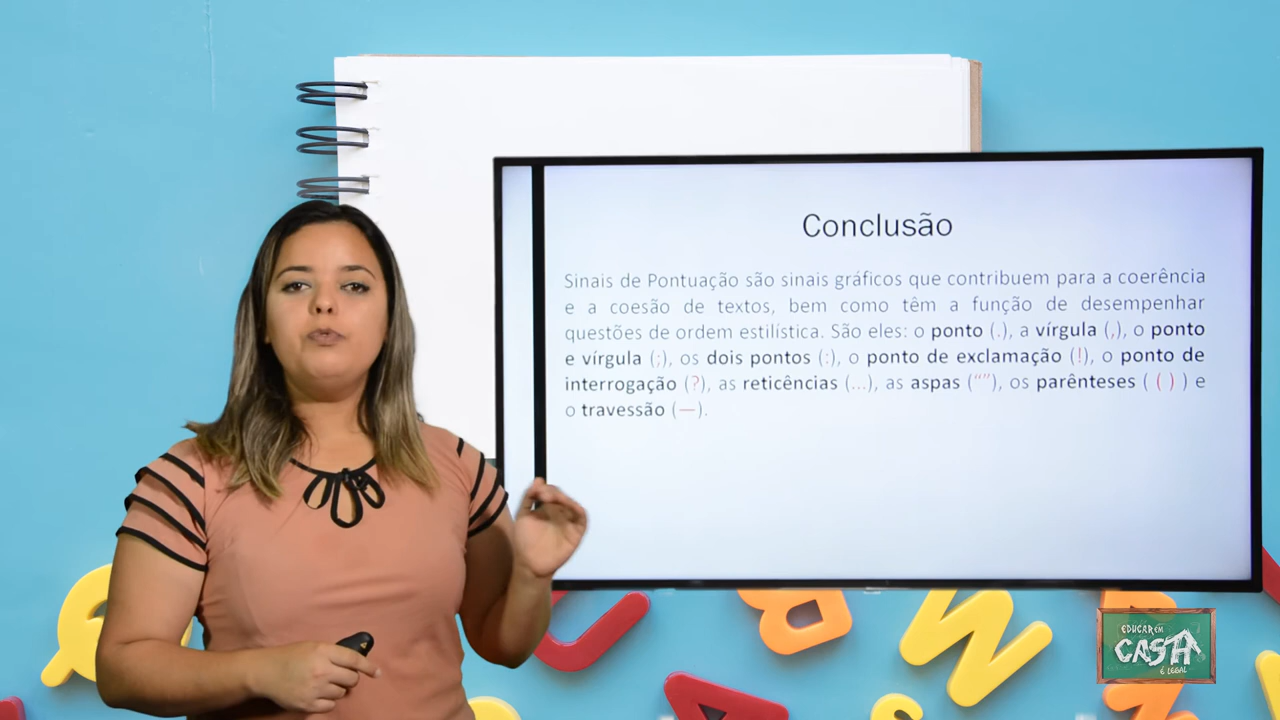 Conclusão
Sinais de Pontuação são sinais gráficos que contribuem para a coerência
e a coesão de textos, bem como têm a função de desempenhar
questões de ordem estilística. São eles: o ponto (.), a vírgula (,), o ponto
e vírgula (;), os dois pontos (:), o ponto de exclamação (!), o ponto de
interrogação (?), as reticências (...), as aspas (“”), os parênteses ( ( ) ) e
o travessão (—).
EDUCAR EM
CASA
É LEGAL